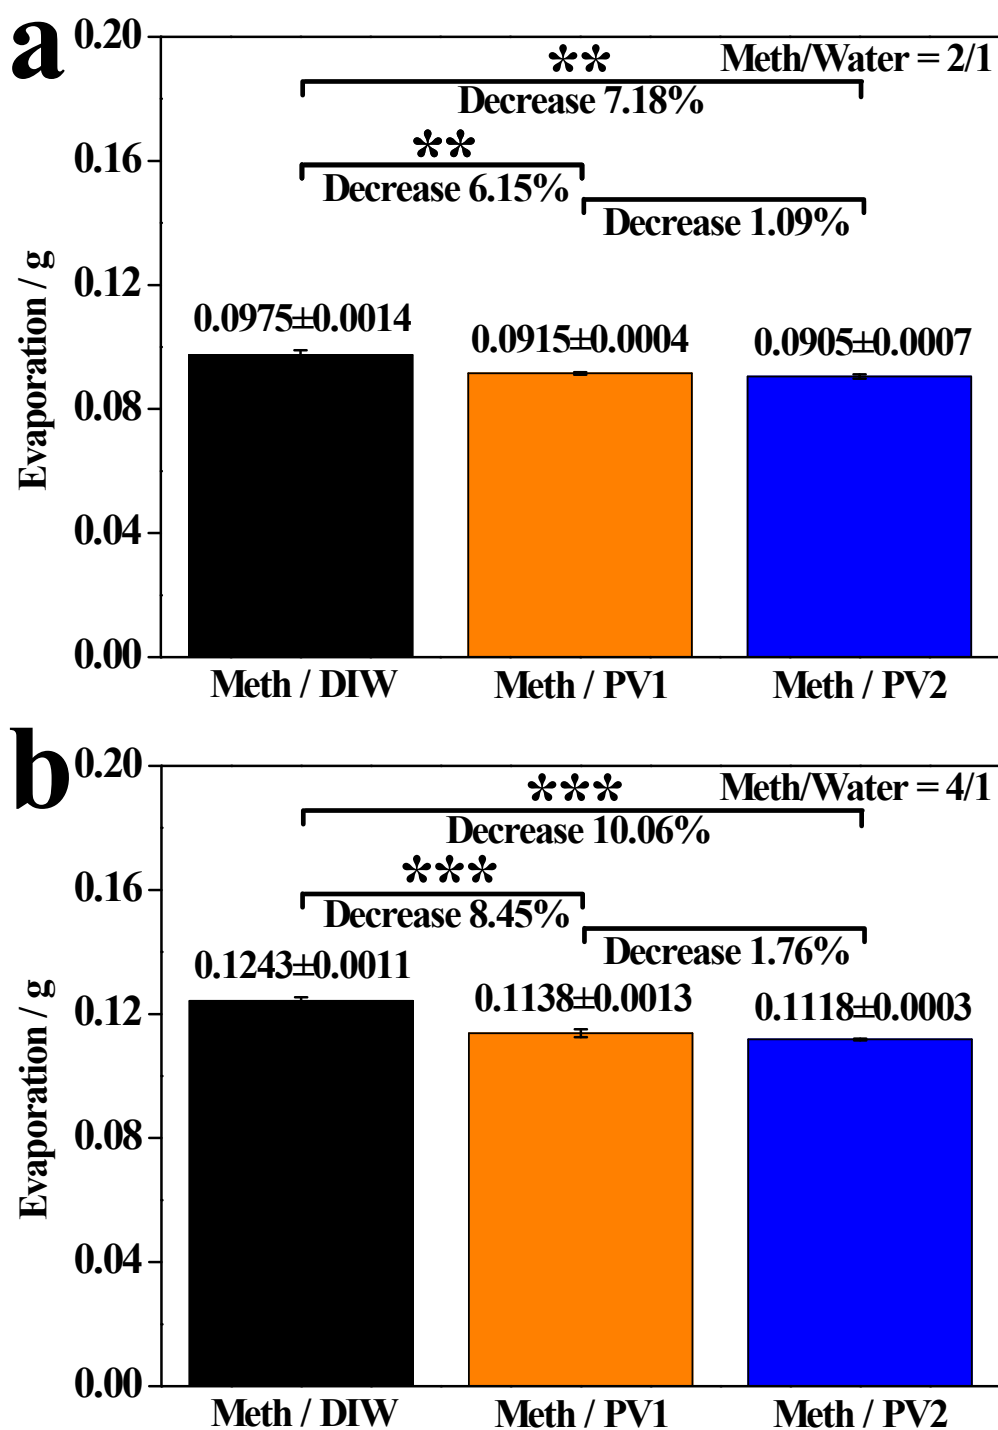 a
0.20
** Meth/Water = 2/1
Decrease 7.18%
0.16
**
Decrease 6.15%
Decrease 1.09%
0.12
0.0975±0.0014
0.0915±0.0004
0.0905±0.0007
0.08
0.04
0.00
Evaporation / g
Meth / DIW Meth / PV1 Meth / PV2
b
0.20
*** Meth/Water = 4/1
Decrease 10.06%
0.16
***
Decrease 8.45%
Decrease 1.76%
0.12
0.1243±0.0011
0.1138±0.0013
0.1118±0.0003
0.08
0.04
0.00
Evaporation / g
Meth / DIW Meth / PV1 Meth / PV2